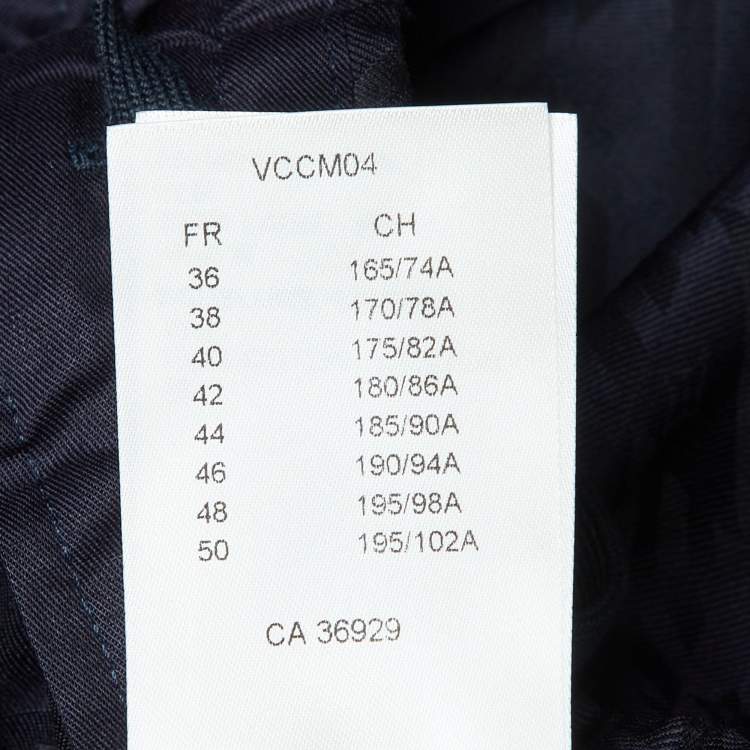 VCCM04
FR CH
36 165/74A
38 170/78A
40 175/82A
42 180/86A
44 185/90A
46 190/94A
48 195/98A
50 195/102A
CA 36929